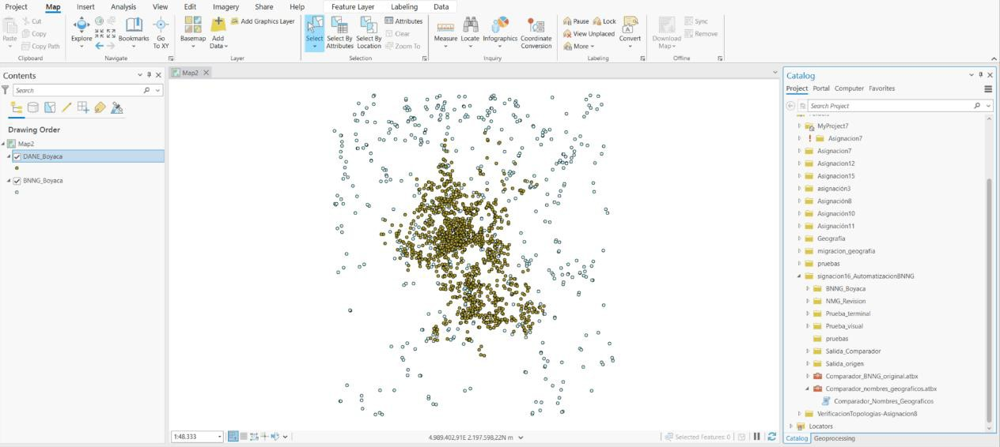 Project Map Insert Analysis View Edit Imagery Share Help Feature Layer Labeling Data
Paste
Cut
Copy
Copy Path
Clipboard
Explore
Bookmarks
Go To XY
Navigate
Basemap
Add Data
Add Graphics Layer
Layer
Select
Select By Attributes
Select By Location
Attributes
Clear
Zoom To
Selection
Measure
Locate
Infographics
Coordinate Conversion
Inquiry
Pause
Lock
View Unplaced
More
Convert
Labeling
Download Map
Sync
Remove
Offline
Contents
Search
Drawing Order
Map2
DANE_Boyaca
BNNG_Boyaca
Map2
1:48.333
4.989.402,91E 2.197.598,22N m
Selected Features: 0
Catalog
Project Portal Computer Favorites
Search Project
MyProject7
Asignacion7
Asignacion7
Asignacion12
Asignacion15
asignación3
Asignación8
Asignación10
Asignación11
Geografía
migracion_geografia
pruebas
signacion16_AutomatizacionBNNG
BNNG_Boyaca
NMG_Revision
Prueba_terminal
Prueba_visual
pruebas
Salida_Comparador
Salida_origen
Comparador_BNNG_original.atbx
Comparador_nombres_geograficos.atbx
Comparador_Nombres_Geograficos
VerificacionTopologias-Asignacion8
Locators
Catalog Geoprocessing